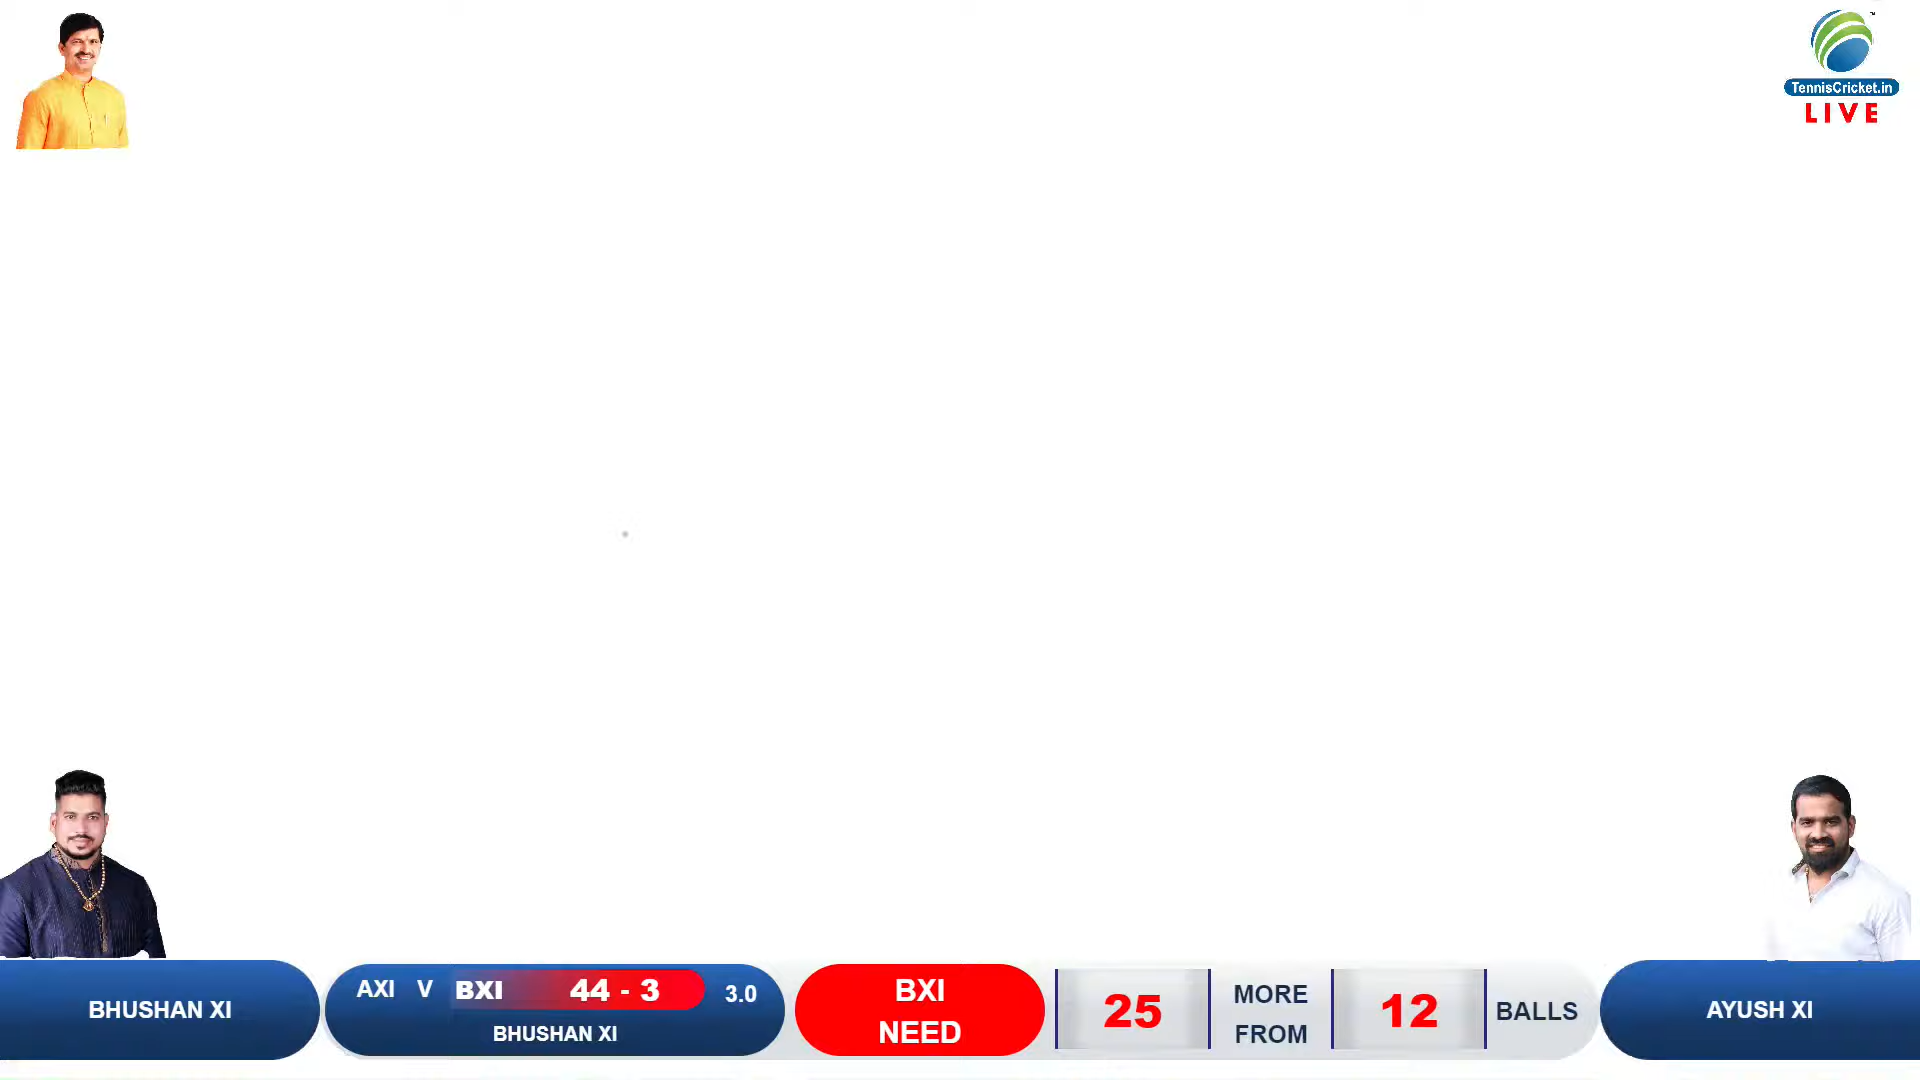 TM
TennisCricket.in
LIVE
BHUSHAN XI
AXI V BXI 44 - 3 3.0
BHUSHAN XI
BXI
NEED
25
MORE
FROM
12
BALLS
AYUSH XI